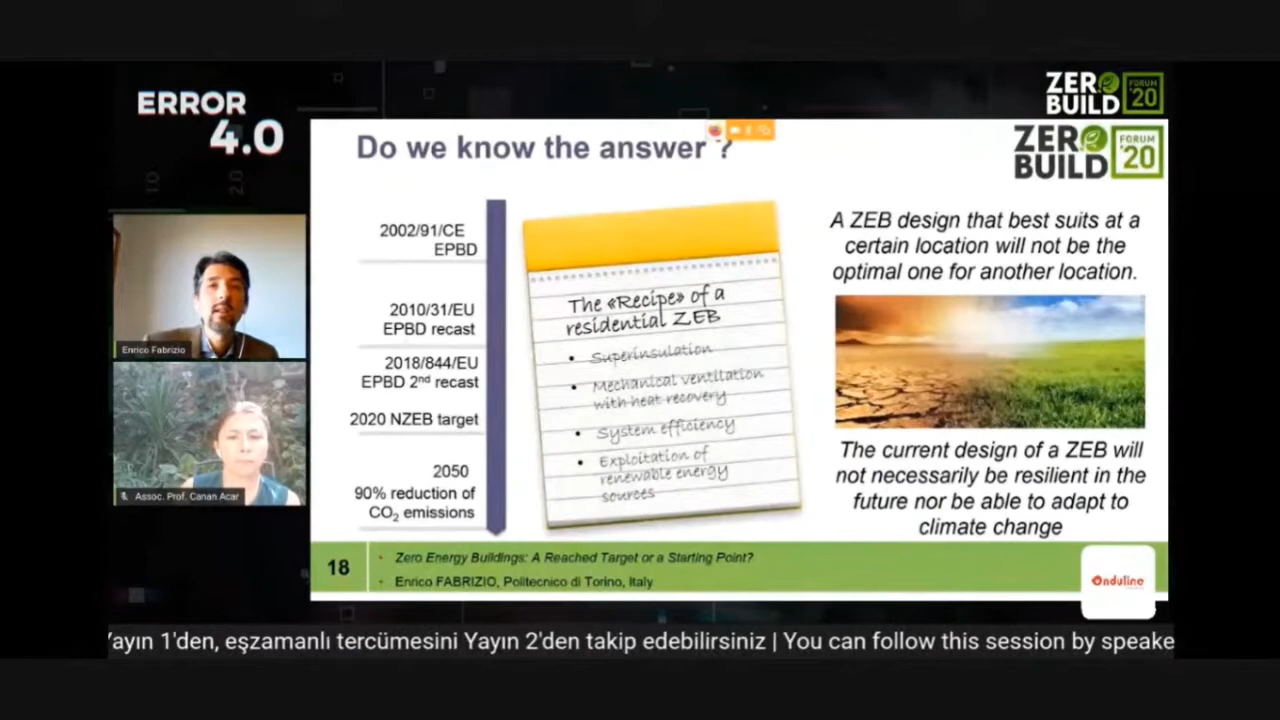 ERROR
4.0
1.0
2.0
ZERO
BUILD
FORUM
'20
Do we know the answer ?
ZERO
BUILD
FORUM
'20
2002/91/CE
EPBD
2010/31/EU
EPBD recast
2018/844/EU
EPBD 2nd recast
2020 NZEB target
2050
90% reduction of
CO2 emissions
The «Recipe» of a
residential ZEB
• Superinsulation
• Mechanical ventilation
with heat recovery
• System efficiency
• Exploitation of
renewable energy
sources
A ZEB design that best suits at a
certain location will not be the
optimal one for another location.
The current design of a ZEB will
not necessarily be resilient in the
future nor be able to adapt to
climate change
Enrico Fabrizio
Assoc. Prof. Canan Acar
18
• Zero Energy Buildings: A Reached Target or a Starting Point?
• Enrico FABRIZIO, Politecnico di Torino, Italy
Onduline
Yayın 1'den, eşzamanlı tercümesini Yayın 2'den takip edebilirsiniz | You can follow this session by speake